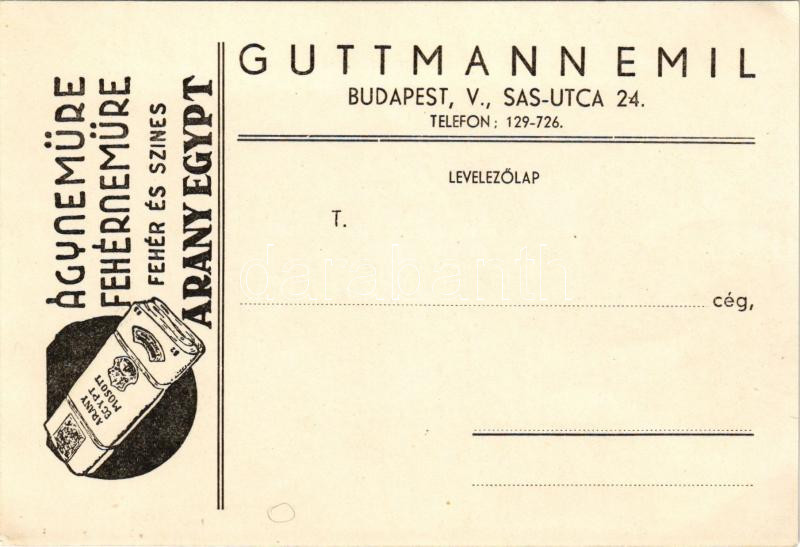 GUTTMANN EMIL
BUDAPEST, V., SAS-UTCA 24.
TELEFON: 129-726.
LEVELEZŐLAP
T.
cég,
ÁGYNEMŰRE
FEHÉRNEMŰRE
FEHÉR ÉS SZINES
ARANY EGYPT
ARANY
EGYPT
MOSOTT
darabanth